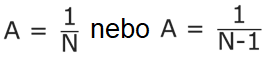 A = 1/N nebo A = 1/(N-1)